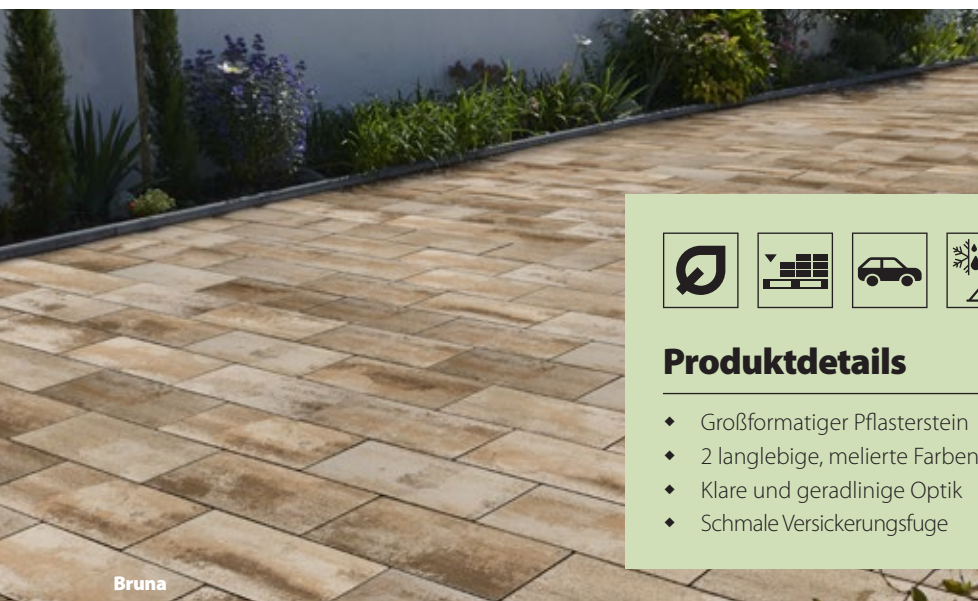 Produktdetails
Großformatiger Pflasterstein
2 langlebige, melierte Farben
Klare und geradlinige Optik
Schmale Versickerungsfuge
Bruna